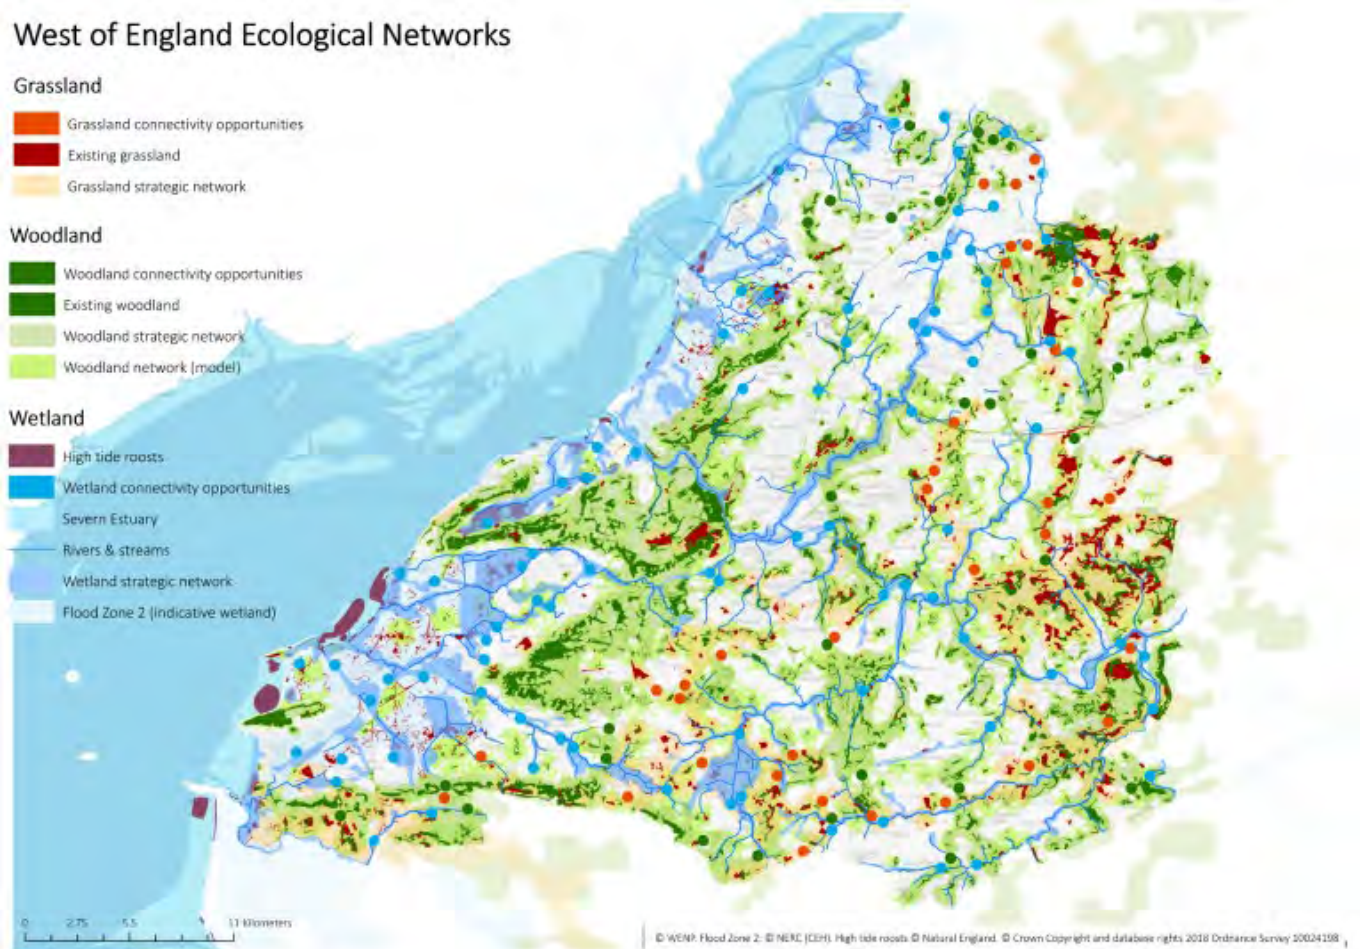 West of England Ecological Networks
Grassland
Grassland connectivity opportunities
Existing grassland
Grassland strategic network
Woodland
Woodland connectivity opportunities
Existing woodland
Woodland strategic network
Woodland network (model)
Wetland
High tide roosts
Wetland connectivity opportunities
Severn Estuary
Rivers & streams
Wetland strategic network
Flood Zone 2 (indicative wetland)
0 2.75 5.5 11 Kilometers
© WENP. Flood Zone 2: © NERC (CEH). High tide roosts © Natural England. © Crown Copyright and database rights 2018 Ordnance Survey 10024198